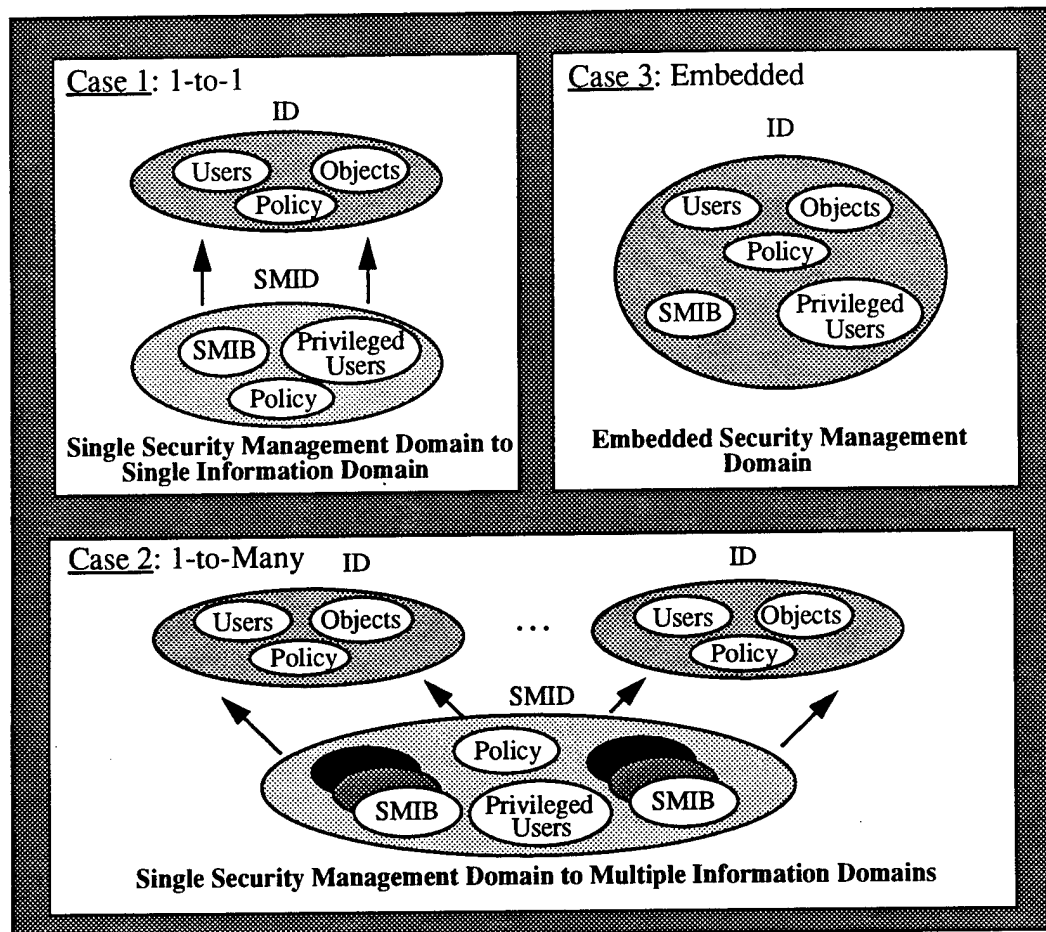 Case 1: 1-to-1
ID
Users
Objects
Policy
SMID
SMIB
Privileged
Users
Policy
Single Security Management Domain to
Single Information Domain
Case 3: Embedded
ID
Users
Objects
Policy
SMIB
Privileged
Users
Embedded Security Management
Domain
Case 2: 1-to-Many
ID
Users
Objects
Policy
...
ID
Users
Objects
Policy
SMID
Policy
SMIB
Privileged
Users
SMIB
Single Security Management Domain to Multiple Information Domains